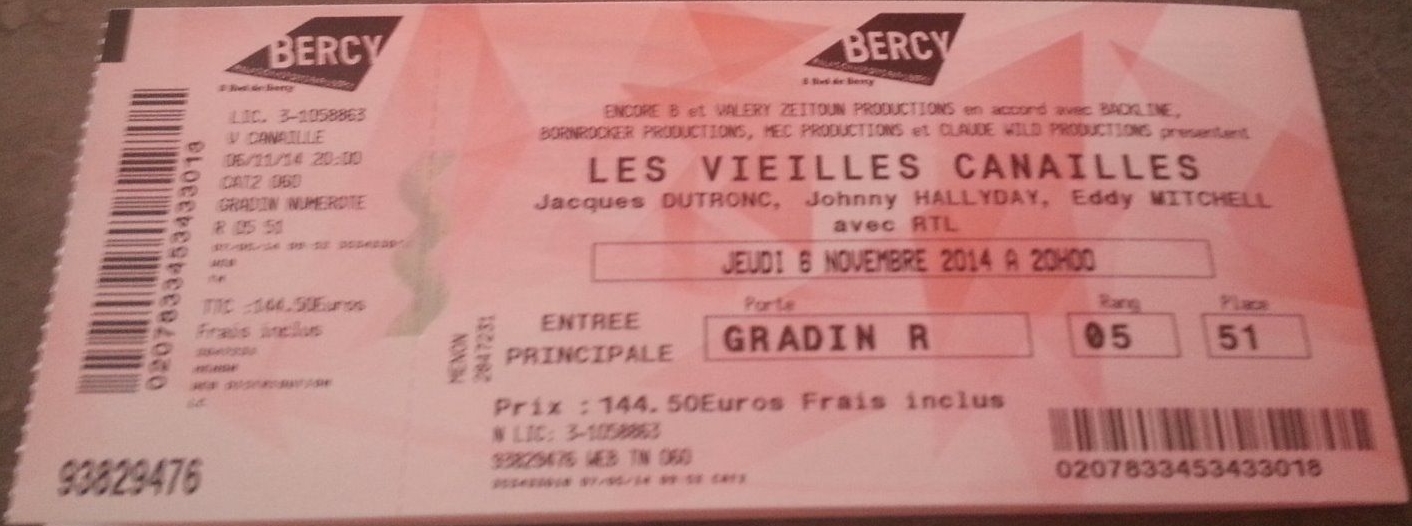 BERCY
LIC. 3-1058863
V CANAILLE
06/11/14 20:00
CAT2 060
GRADIN NUMEROTE
R 05 51
TTC :144.50Euros
Frais inclus
0207833453433018
93829476
BERCY
ENCORE B et VALERY ZEITOUN PRODUCTIONS en accord avec BACKLINE,
BORNROCKER PRODUCTIONS, MEC PRODUCTIONS et CLAUDE WILD PRODUCTIONS presentent
LES VIEILLES CANAILLES
Jacques DUTRONC, Johnny HALLYDAY, Eddy MITCHELL
avec RTL
JEUDI 6 NOVEMBRE 2014 A 20H00
Porte Rang Place
ENTREE
PRINCIPALE
GRADIN R 05 51
MENON
2847231
Prix : 144.50Euros Frais inclus
N LIC: 3-1058863
93829476 WEB TN 060
0207833453433018